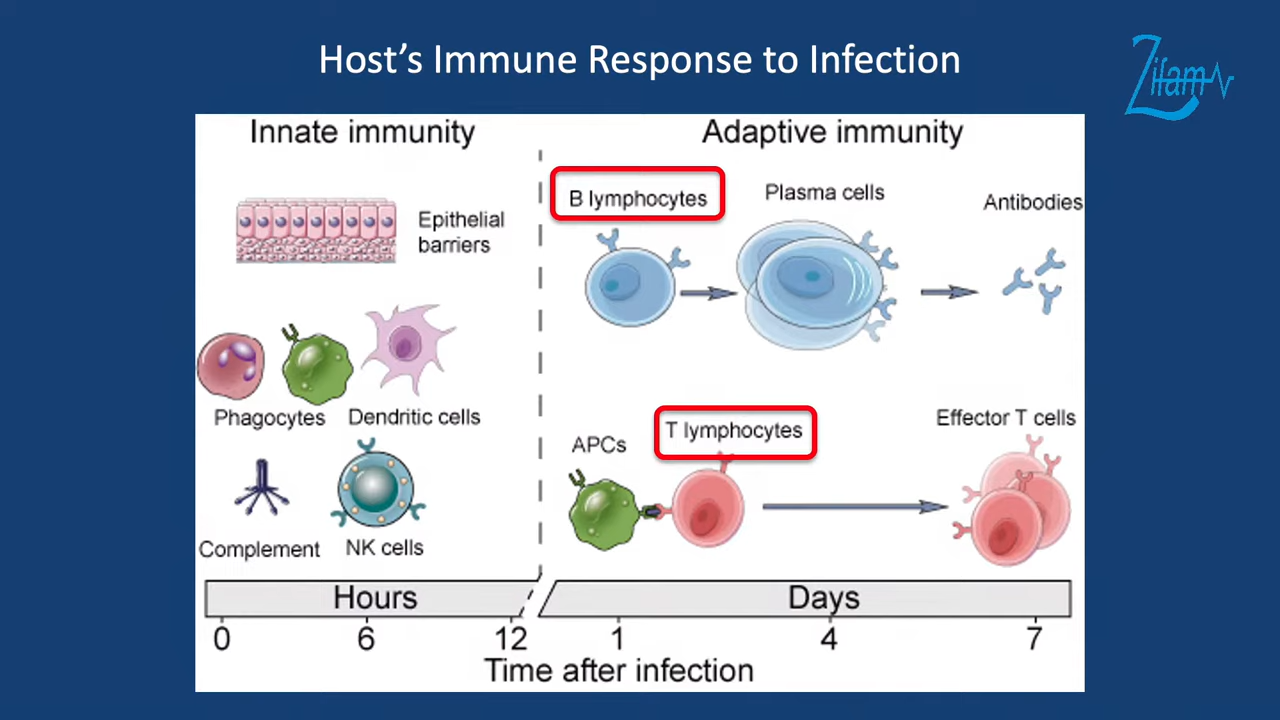 Host's Immune Response to Infection
Zifam
Innate immunity
Adaptive immunity
Epithelial
barriers
Phagocytes
Dendritic cells
Complement
NK cells
B lymphocytes
Plasma cells
Antibodies
APCs
T lymphocytes
Effector T cells
Hours
Days
0
6
12
1
4
7
Time after infection